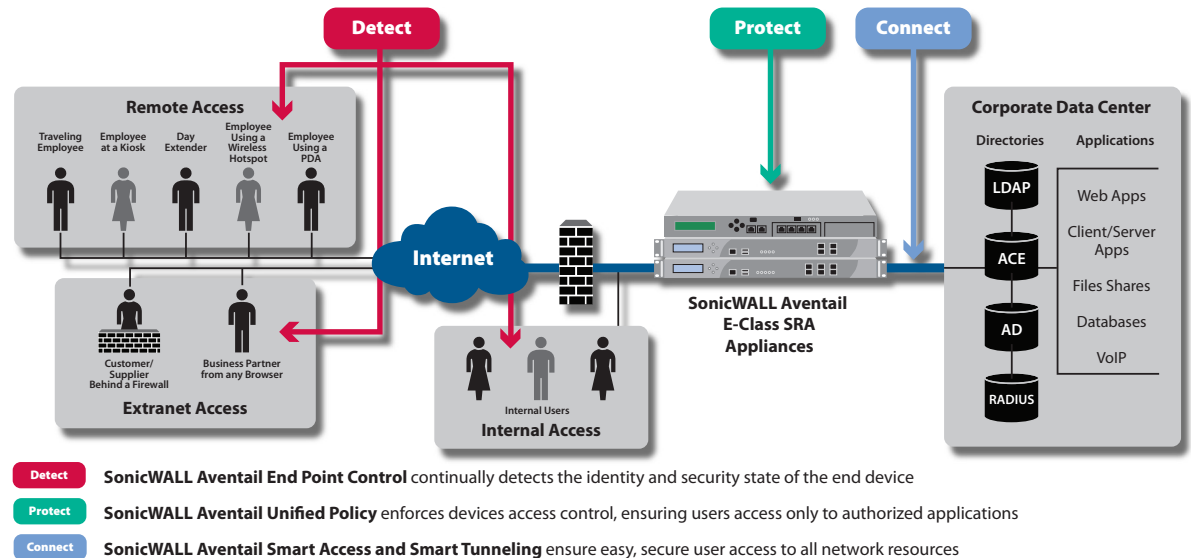 Detect
Protect
Connect
Remote Access
Traveling
Employee
Employee
at a Kiosk
Day
Extender
Employee
Using a
Wireless
Hotspot
Employee
Using a
PDA
Internet
Customer/
Supplier
Behind a Firewall
Business Partner
from any Browser
Extranet Access
Internal Users
Internal Access
SonicWALL Aventail
E-Class SRA
Appliances
Corporate Data Center
Directories
Applications
LDAP
ACE
AD
RADIUS
Web Apps
Client/Server
Apps
Files Shares
Databases
VoIP
Detect SonicWALL Aventail End Point Control continually detects the identity and security state of the end device
Protect SonicWALL Aventail Unified Policy enforces devices access control, ensuring users access only to authorized applications
Connect SonicWALL Aventail Smart Access and Smart Tunneling ensure easy, secure user access to all network resources